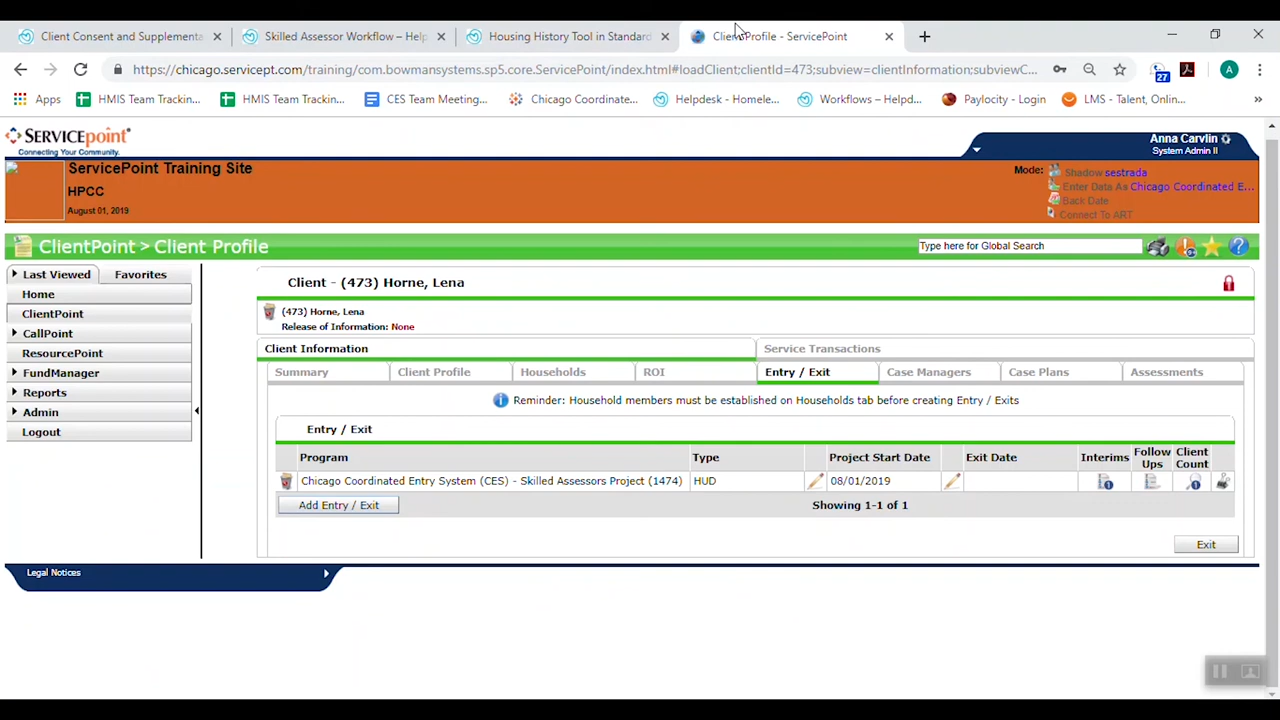 Client Consent and Supplementa
Skilled Assessor Workflow – Help
Housing History Tool in Standard
Client Profile - ServicePoint
https://chicago.servicept.com/training/com.bowmansystems.sp5.core.ServicePoint/index.html#loadClient;clientId=473;subview=clientInformation;subviewC...
27
A
Apps
HMIS Team Trackin...
HMIS Team Trackin...
CES Team Meeting...
Chicago Coordinate...
Helpdesk - Homele...
Workflows – Helpd...
Paylocity - Login
LMS - Talent, Onlin...
»
SERVICEpoint
Connecting Your Community.
Anna Carvlin
System Admin II
ServicePoint Training Site
HPCC
August 01, 2019
Mode:
Shadow sestrada
Enter Data As Chicago Coordinated E...
Back Date
Connect To ART
ClientPoint > Client Profile
Type here for Global Search
Last Viewed
Favorites
Home
ClientPoint
CallPoint
ResourcePoint
FundManager
Reports
Admin
Logout
Client - (473) Horne, Lena
(473) Horne, Lena
Release of Information: None
Client Information
Service Transactions
Summary
Client Profile
Households
ROI
Entry / Exit
Case Managers
Case Plans
Assessments
Reminder: Household members must be established on Households tab before creating Entry / Exits
Entry / Exit
Program
Type
Project Start Date
Exit Date
Interims
Follow Ups
Client Count
Chicago Coordinated Entry System (CES) - Skilled Assessors Project (1474)
HUD
08/01/2019
Add Entry / Exit
Showing 1-1 of 1
Exit
Legal Notices